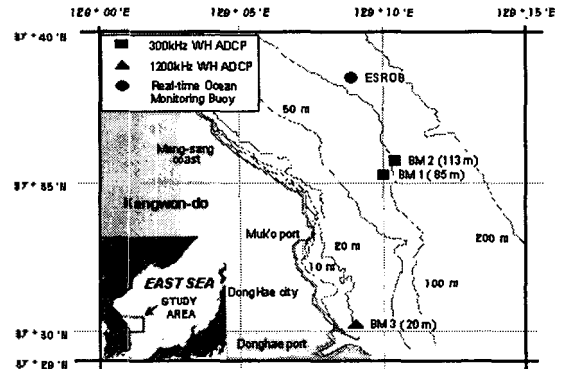 129°00'E 129°05'E 129°10'E 129°15'E
37°40'N
300kHz WH ADCP
1200kHz WH ADCP
Real-time Ocean
Monitoring Buoy
ESROB
50 m
Mang-sang
coast
BM 2 (113 m)
BM 1 (85 m)
37°35'N
Kangwon-do
Muk'o port
20 m
200 m
10 m
100 m
EAST SEA
STUDY
AREA
DongHae city
BM 3 (20 m)
37°30'N
Donghae port
37°29'N